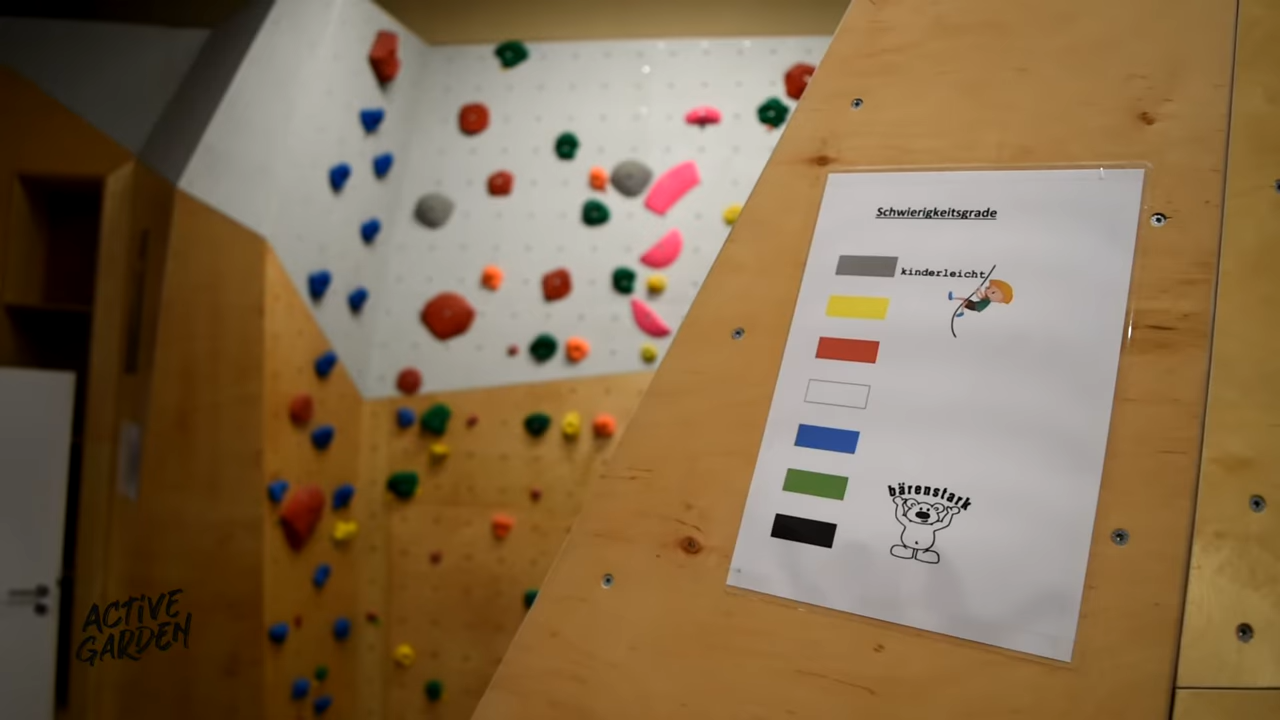 Schwierigkeitsgrade
kinderleicht
bärenstark
ACTIVE
GARDEN